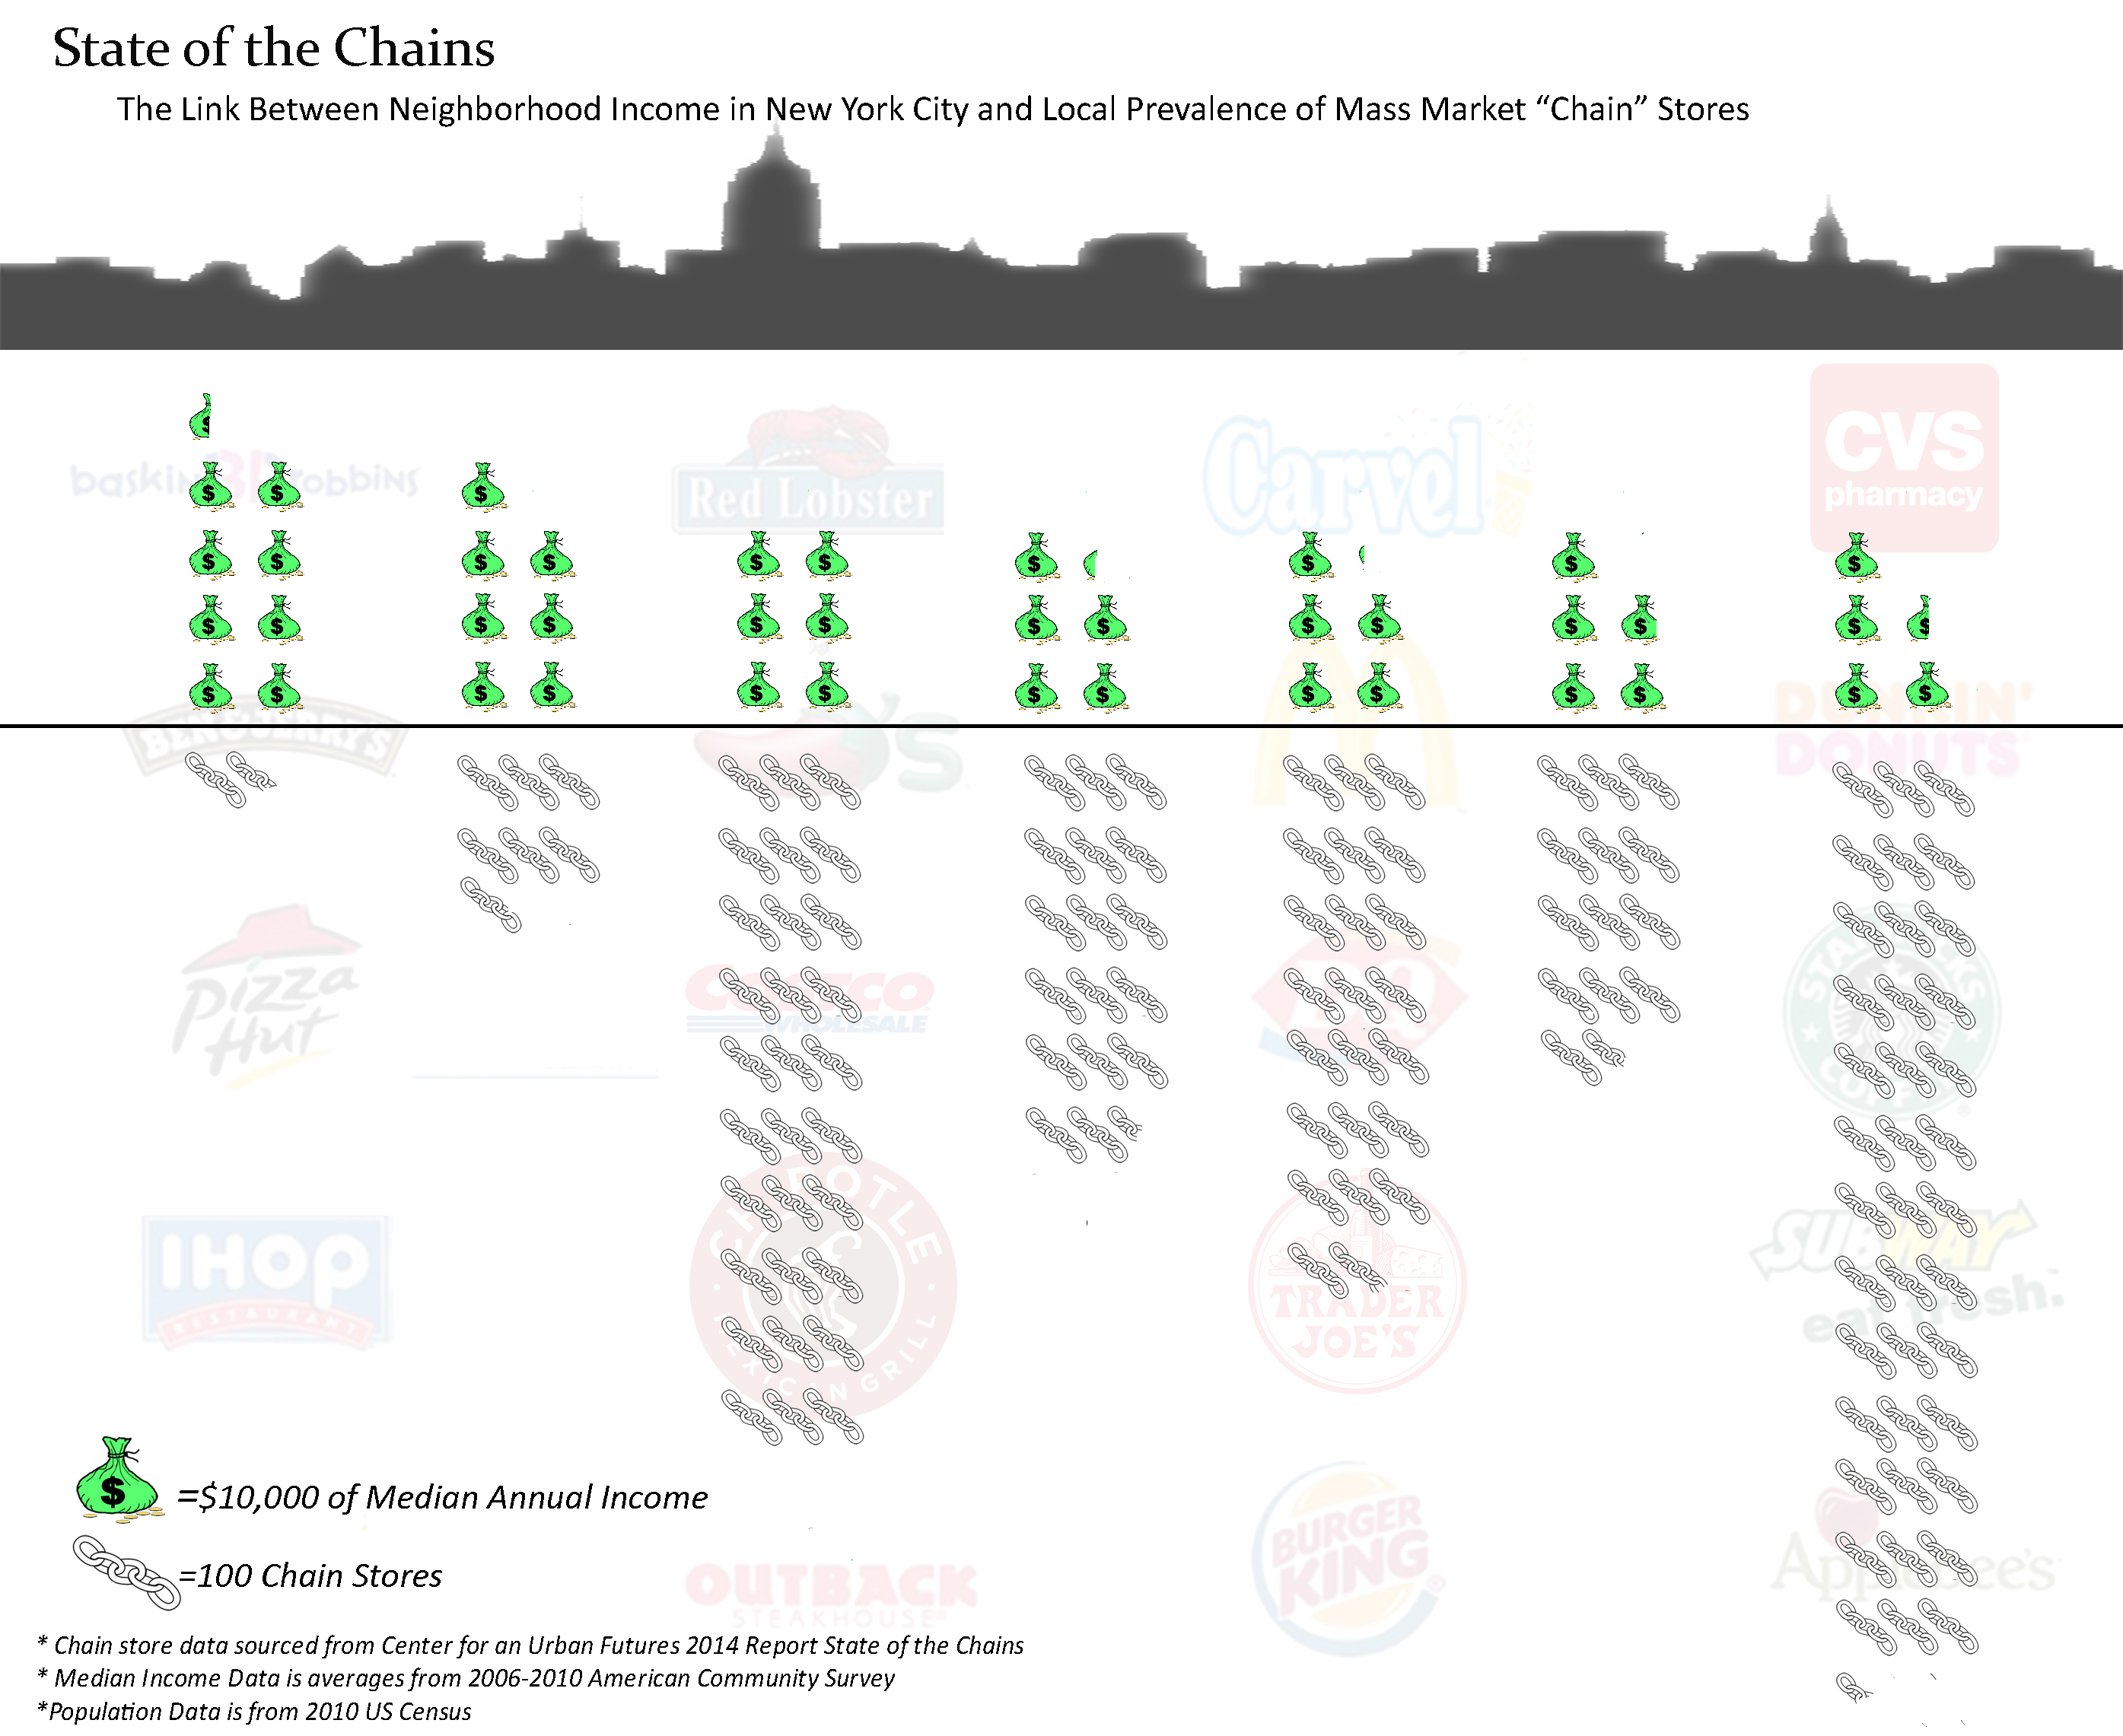 State of the Chains
The Link Between Neighborhood Income in New York City and Local Prevalence of Mass Market “Chain” Stores
baskin BR robbins
Red Lobster
Carvel
CVS
pharmacy
BEN&JERRY'S
'S
DUNKIN'
DONUTS
Pizza
Hut
COSTCO
WHOLESALE
DQ
STARBUCKS
COFFEE
IHOP
RESTAURANT
CHIPOTLE
MEXICAN GRILL
TRADER
JOE'S
SUBWAY
eat fresh.
=$10,000 of Median Annual Income
=100 Chain Stores
OUTBACK
STEAKHOUSE®
BURGER
KING®
Applebee's
* Chain store data sourced from Center for an Urban Futures 2014 Report State of the Chains
* Median Income Data is averages from 2006-2010 American Community Survey
*Population Data is from 2010 US Census